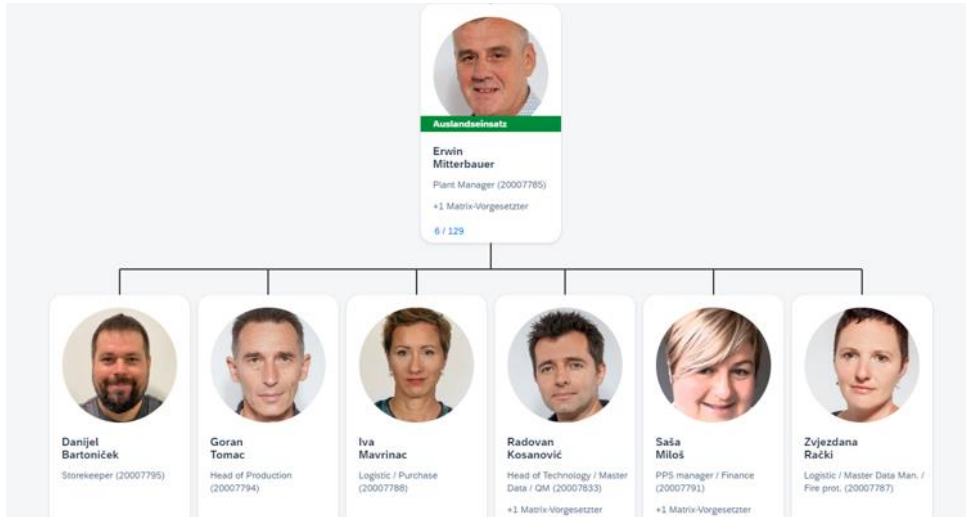 Auslandseinsatz
Erwin
Mitterbauer
Plant Manager (20007785)
+1 Matrix-Vorgesetzter
6 / 129
Danijel
Bartoniček
Storekeeper (20007795)
Goran
Tomac
Head of Production
(20007794)
Iva
Mavrinac
Logistic / Purchase
(20007788)
Radovan
Kosanović
Head of Technology / Master
Data / QM (20007833)
+1 Matrix-Vorgesetzter
Saša
Miloš
PPS manager / Finance
(20007791)
+1 Matrix-Vorgesetzter
Zvjezdana
Rački
Logistic / Master Data Man. /
Fire prot. (20007787)